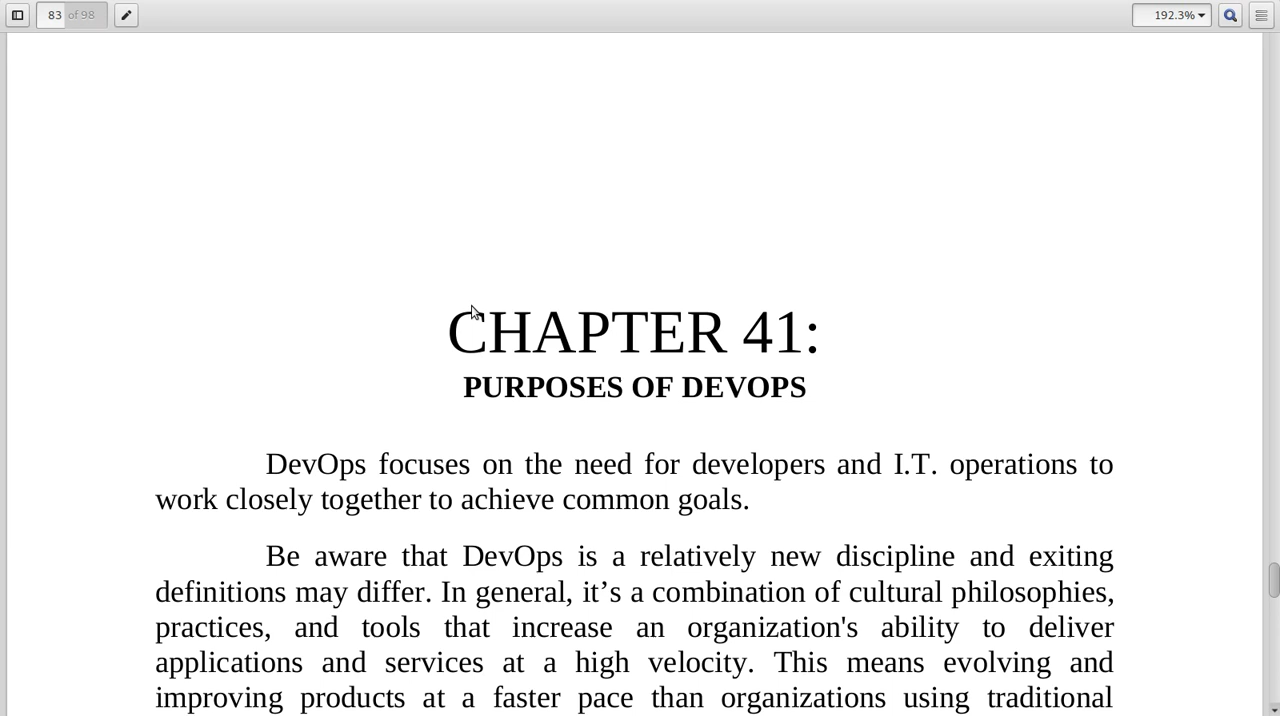 83 of 98
192.3%
CHAPTER 41:
PURPOSES OF DEVOPS
DevOps focuses on the need for developers and I.T. operations to
work closely together to achieve common goals.
Be aware that DevOps is a relatively new discipline and exiting
definitions may differ. In general, it’s a combination of cultural philosophies,
practices, and tools that increase an organization's ability to deliver
applications and services at a high velocity. This means evolving and
improving products at a faster pace than organizations using traditional